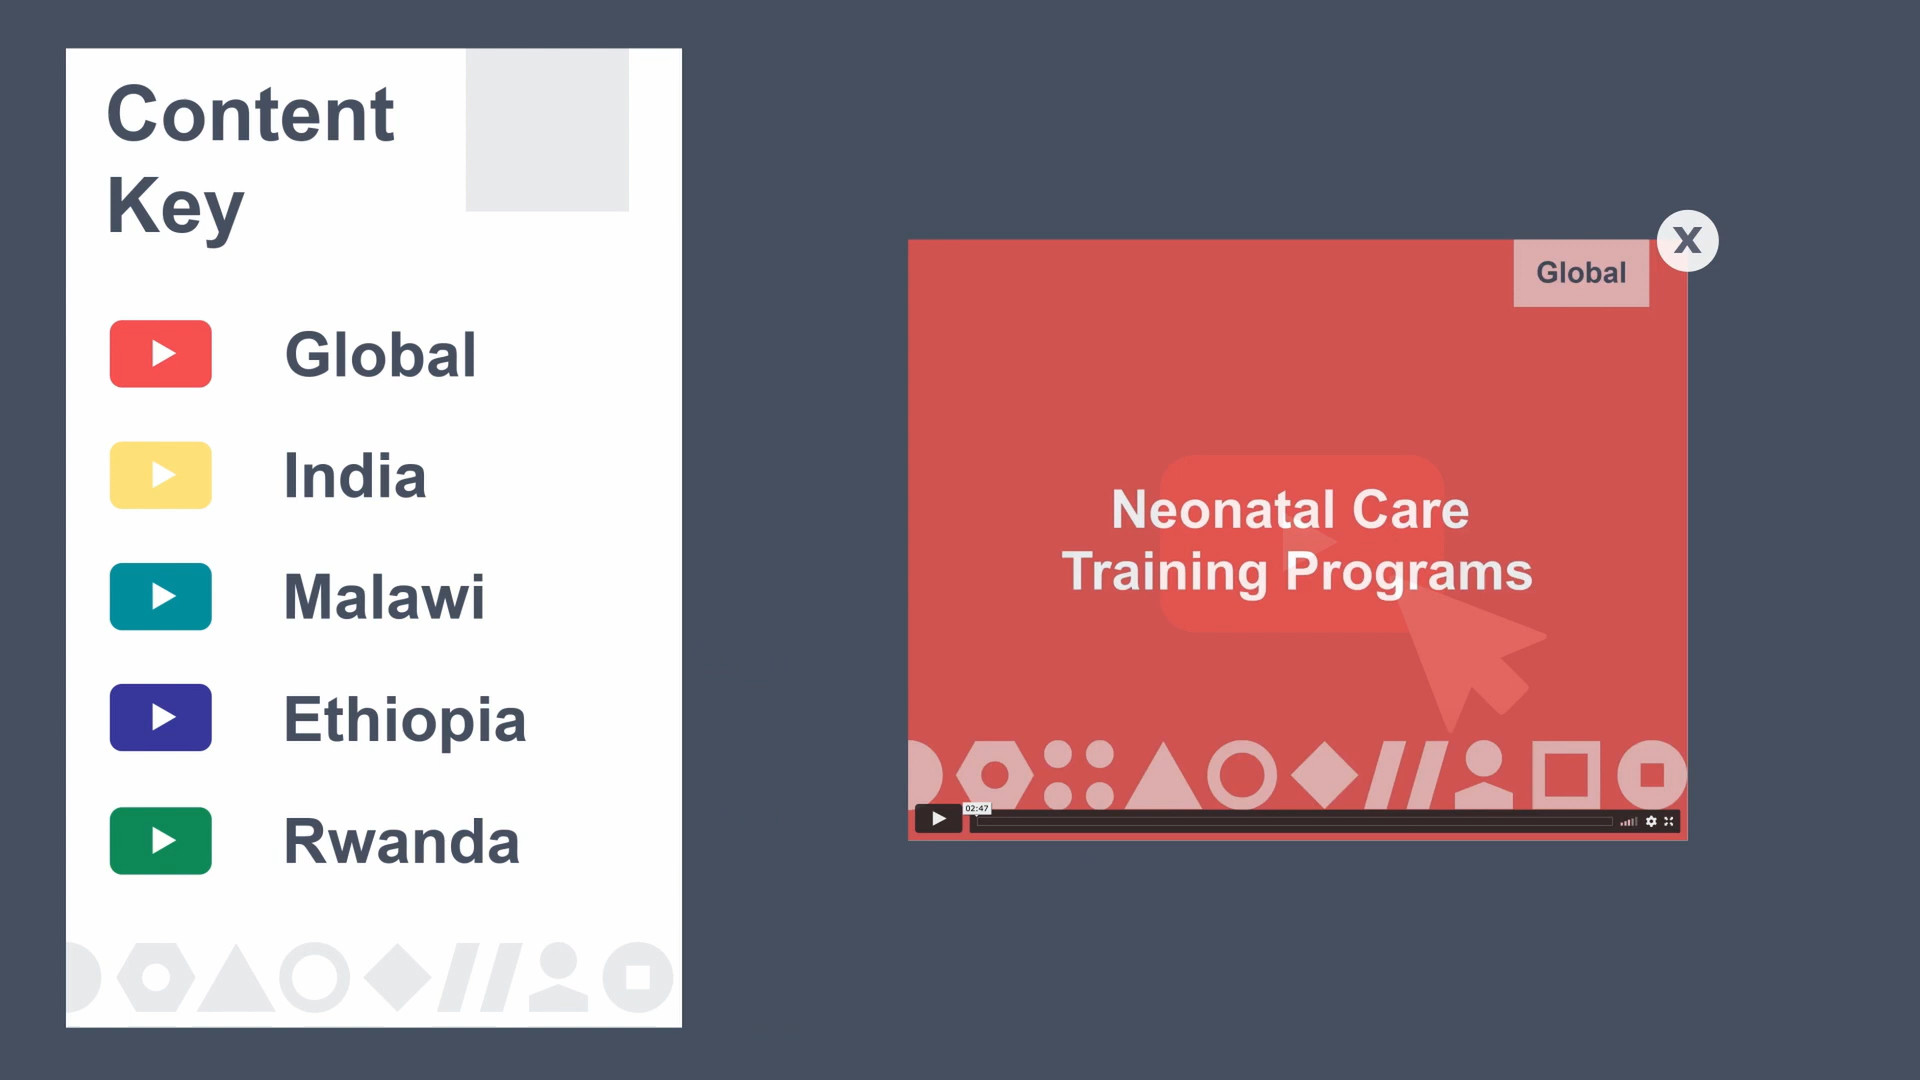 Content
Key
Global
India
Malawi
Ethiopia
Rwanda
Global
X
Neonatal Care
Training Programs
02:47